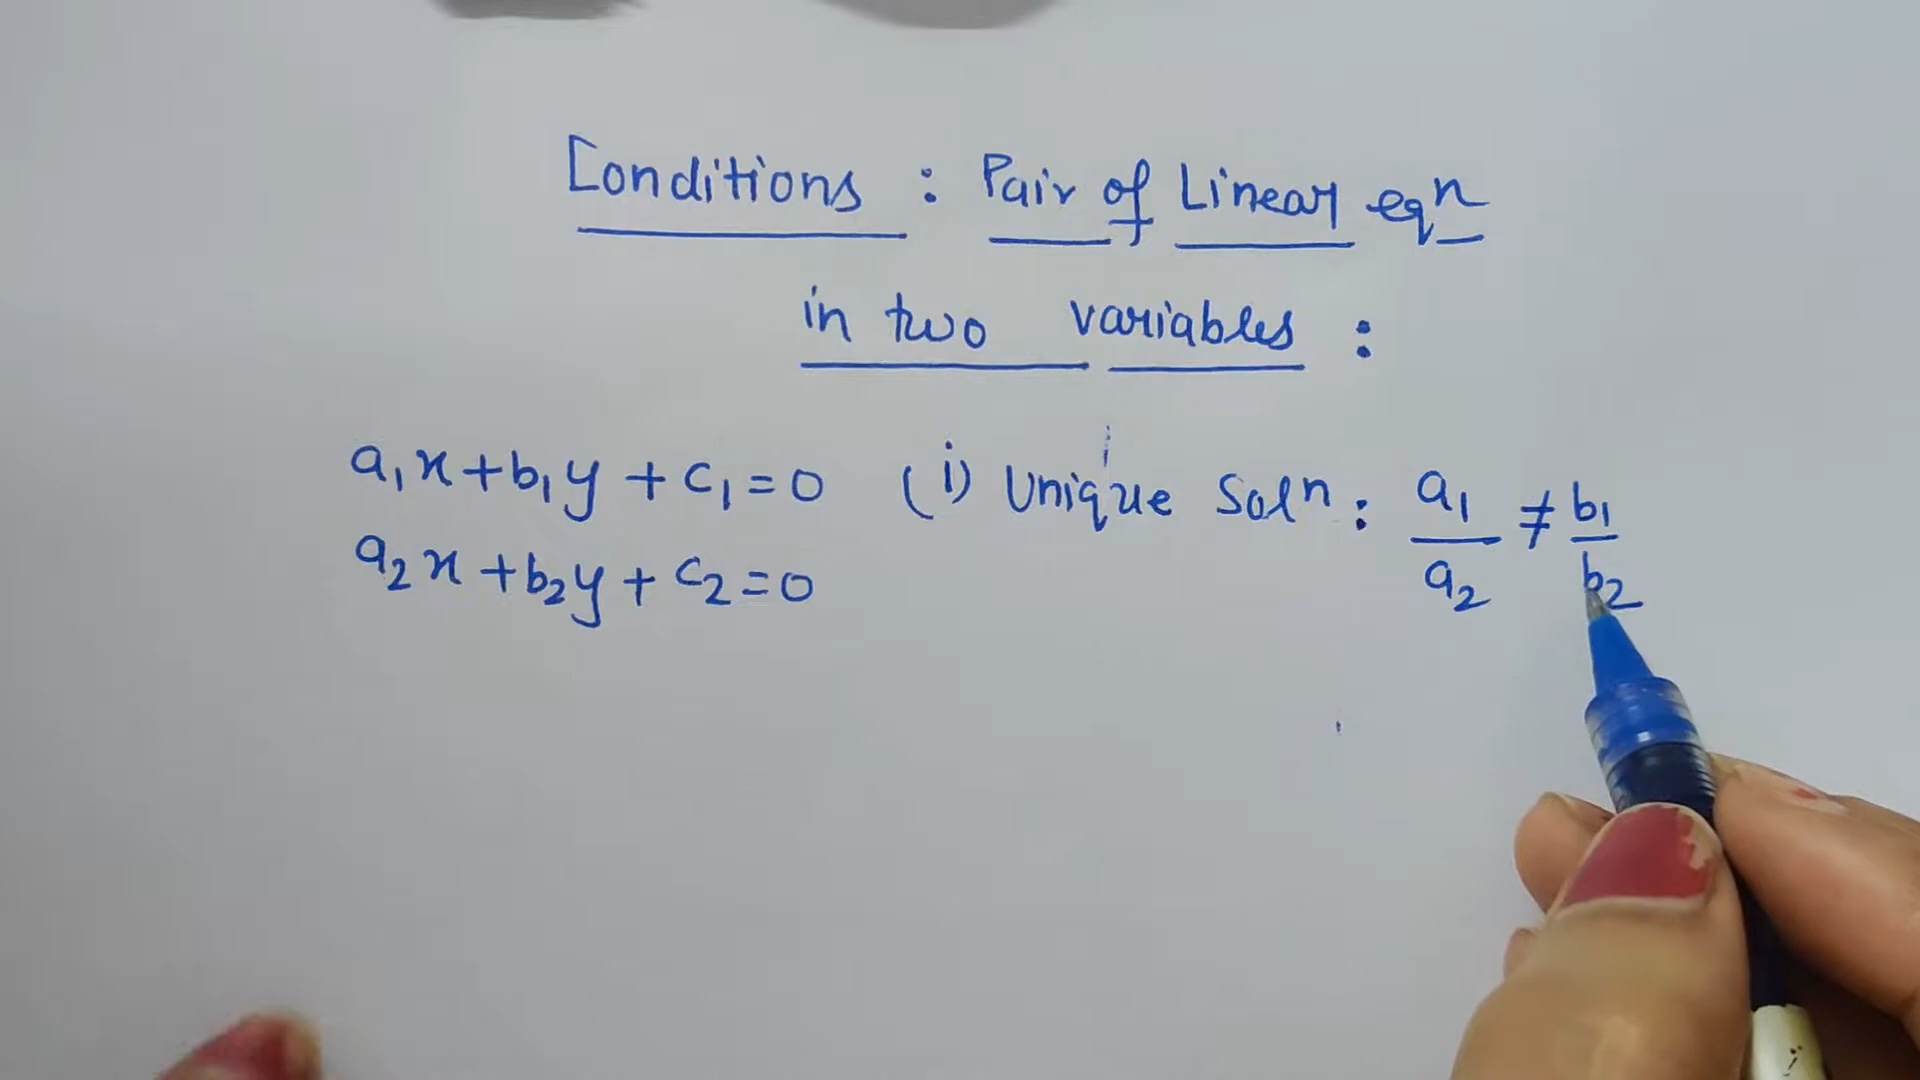 Conditions : Pair of Linear eqⁿ
in two variables :
a₁x + b₁y + c₁ = 0 (i) Unique Solⁿ : a₁/a₂ ≠ b₁/b₂
a₂x + b₂y + c₂ = 0